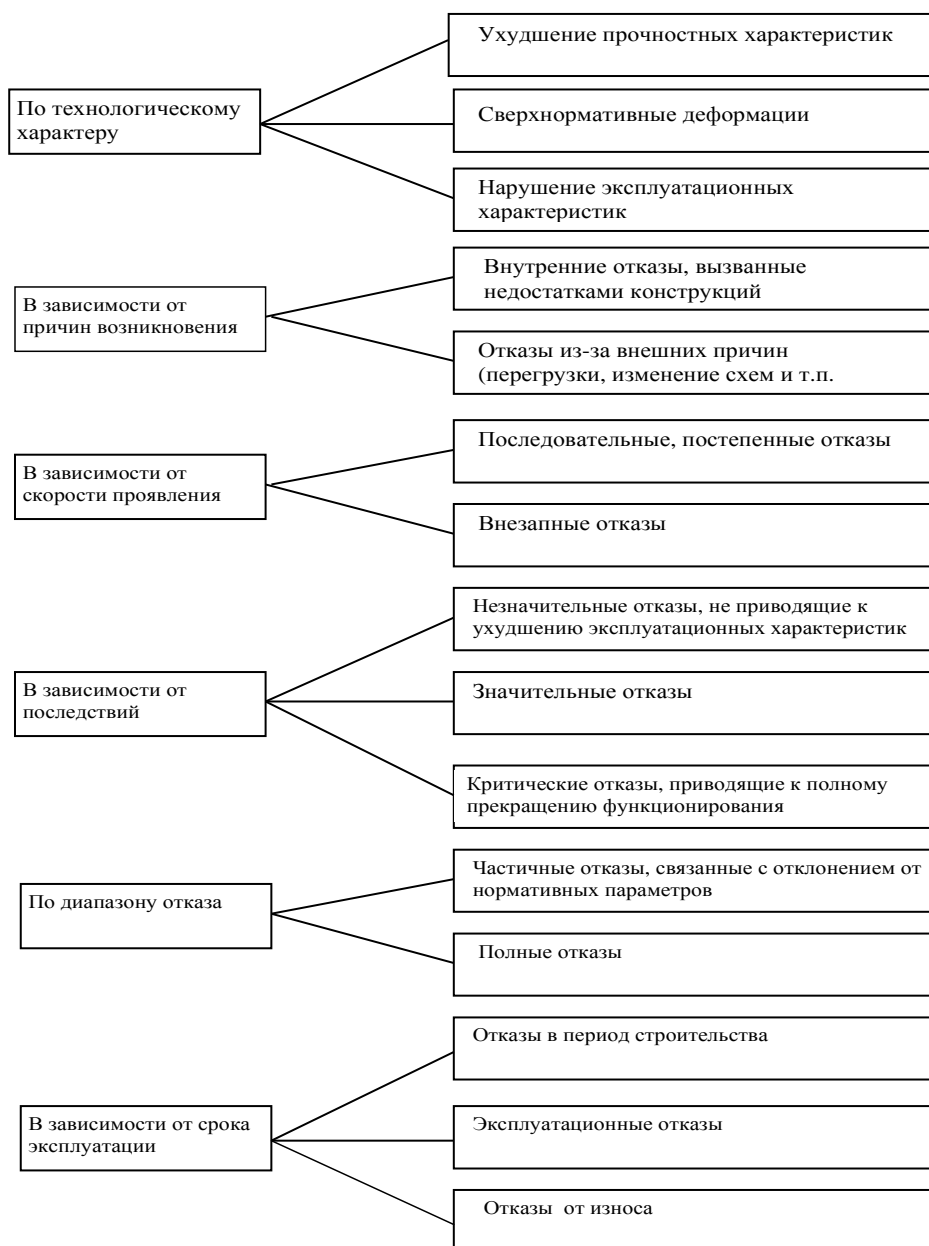 Ухудшение прочностных характеристик
По технологическому
характеру
Сверхнормативные деформации
Нарушение эксплуатационных
характеристик
В зависимости от
причин возникновения
Внутренние отказы, вызванные
недостатками конструкций
Отказы из-за внешних причин
(перегрузки, изменение схем и т.п.
В зависимости от
скорости проявления
Последовательные, постепенные отказы
Внезапные отказы
В зависимости от
последствий
Незначительные отказы, не приводящие к
ухудшению эксплуатационных характеристик
Значительные отказы
Критические отказы, приводящие к полному
прекращению функционирования
По диапазону отказа
Частичные отказы, связанные с отклонением от
нормативных параметров
Полные отказы
В зависимости от срока
эксплуатации
Отказы в период строительства
Эксплуатационные отказы
Отказы от износа